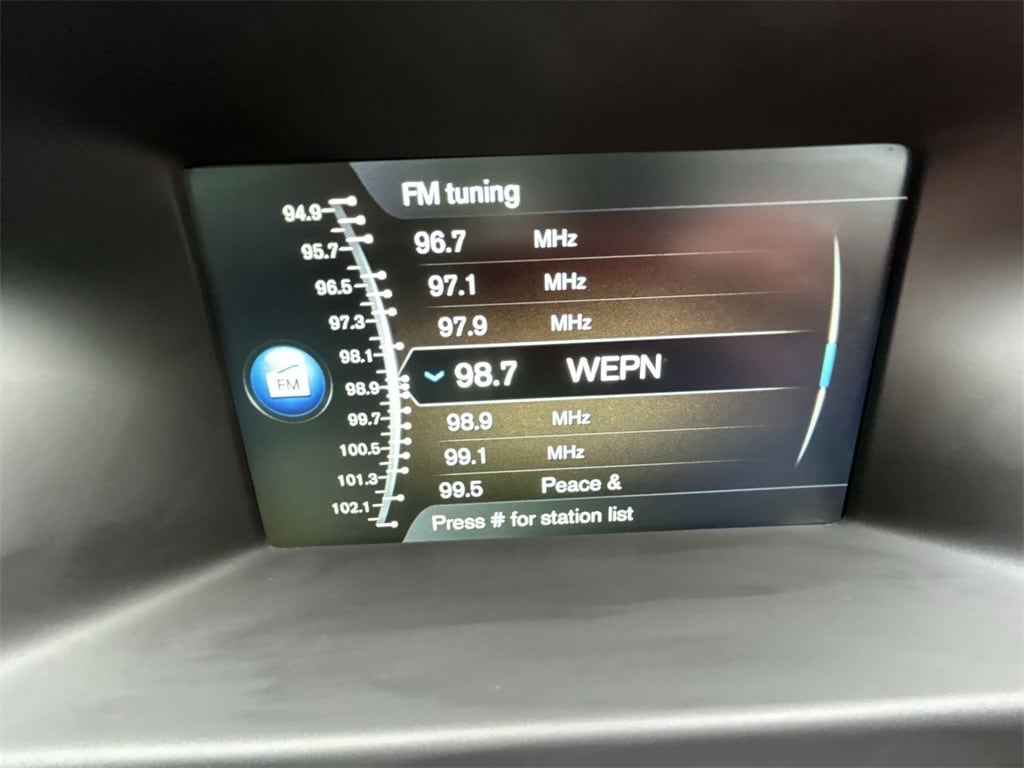 FM tuning
94.9
95.7
96.5
97.3
98.1
98.9
99.7
100.5
101.3
102.1
FM
96.7 MHz
97.1 MHz
97.9 MHz
98.7 WEPN
98.9 MHz
99.1 MHz
99.5 Peace &
Press # for station list